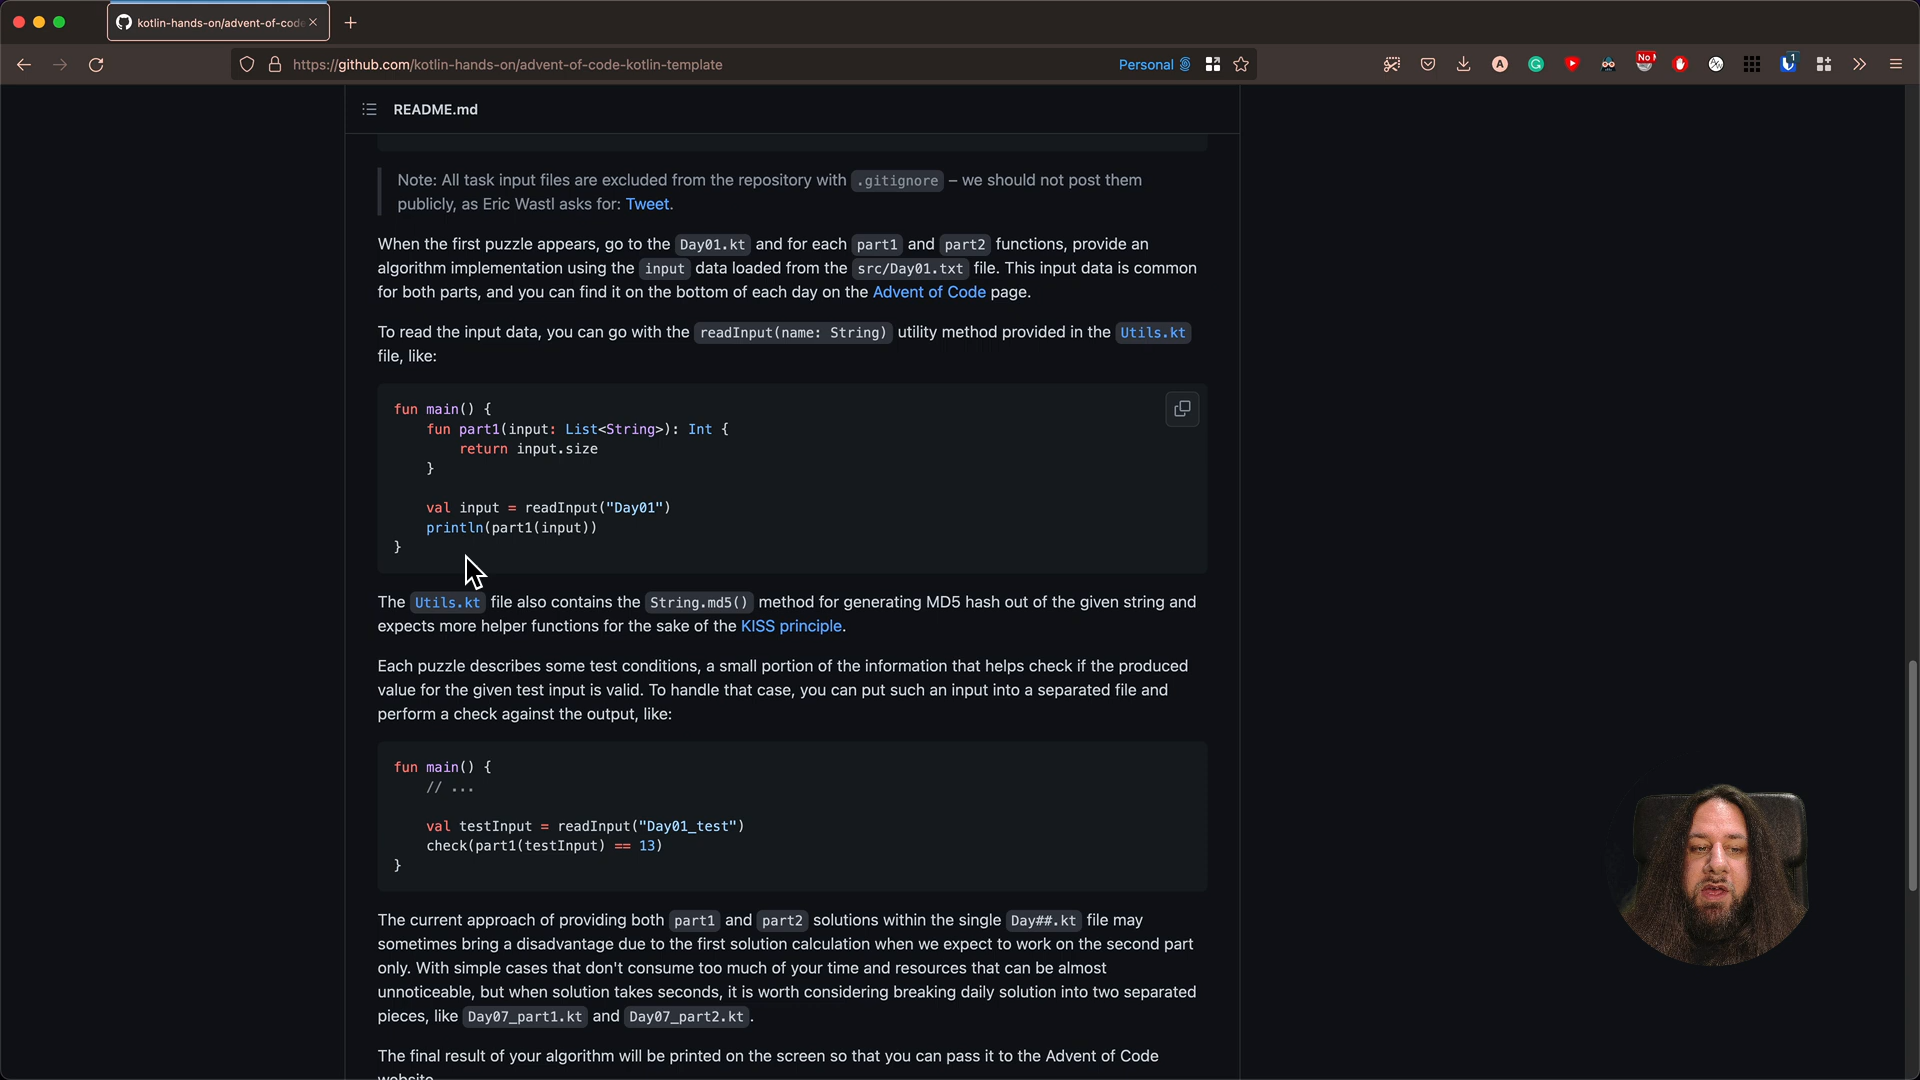 kotlin-hands-on/advent-of-code
https://github.com/kotlin-hands-on/advent-of-code-kotlin-template
Personal
README.md
Note: All task input files are excluded from the repository with .gitignore – we should not post them
publicly, as Eric Wastl asks for: Tweet.
When the first puzzle appears, go to the Day01.kt and for each part1 and part2 functions, provide an
algorithm implementation using the input data loaded from the src/Day01.txt file. This input data is common
for both parts, and you can find it on the bottom of each day on the Advent of Code page.
To read the input data, you can go with the readInput(name: String) utility method provided in the Utils.kt
file, like:
fun main() {
    fun part1(input: List<String>): Int {
        return input.size
    }
    val input = readInput("Day01")
    println(part1(input))
}
The Utils.kt file also contains the String.md5() method for generating MD5 hash out of the given string and
expects more helper functions for the sake of the KISS principle.
Each puzzle describes some test conditions, a small portion of the information that helps check if the produced
value for the given test input is valid. To handle that case, you can put such an input into a separated file and
perform a check against the output, like:
fun main() {
    // ...
    val testInput = readInput("Day01_test")
    check(part1(testInput) == 13)
}
The current approach of providing both part1 and part2 solutions within the single Day##.kt file may
sometimes bring a disadvantage due to the first solution calculation when we expect to work on the second part
only. With simple cases that don't consume too much of your time and resources that can be almost
unnoticeable, but when solution takes seconds, it is worth considering breaking daily solution into two separated
pieces, like Day07_part1.kt and Day07_part2.kt.
The final result of your algorithm will be printed on the screen so that you can pass it to the Advent of Code
website.